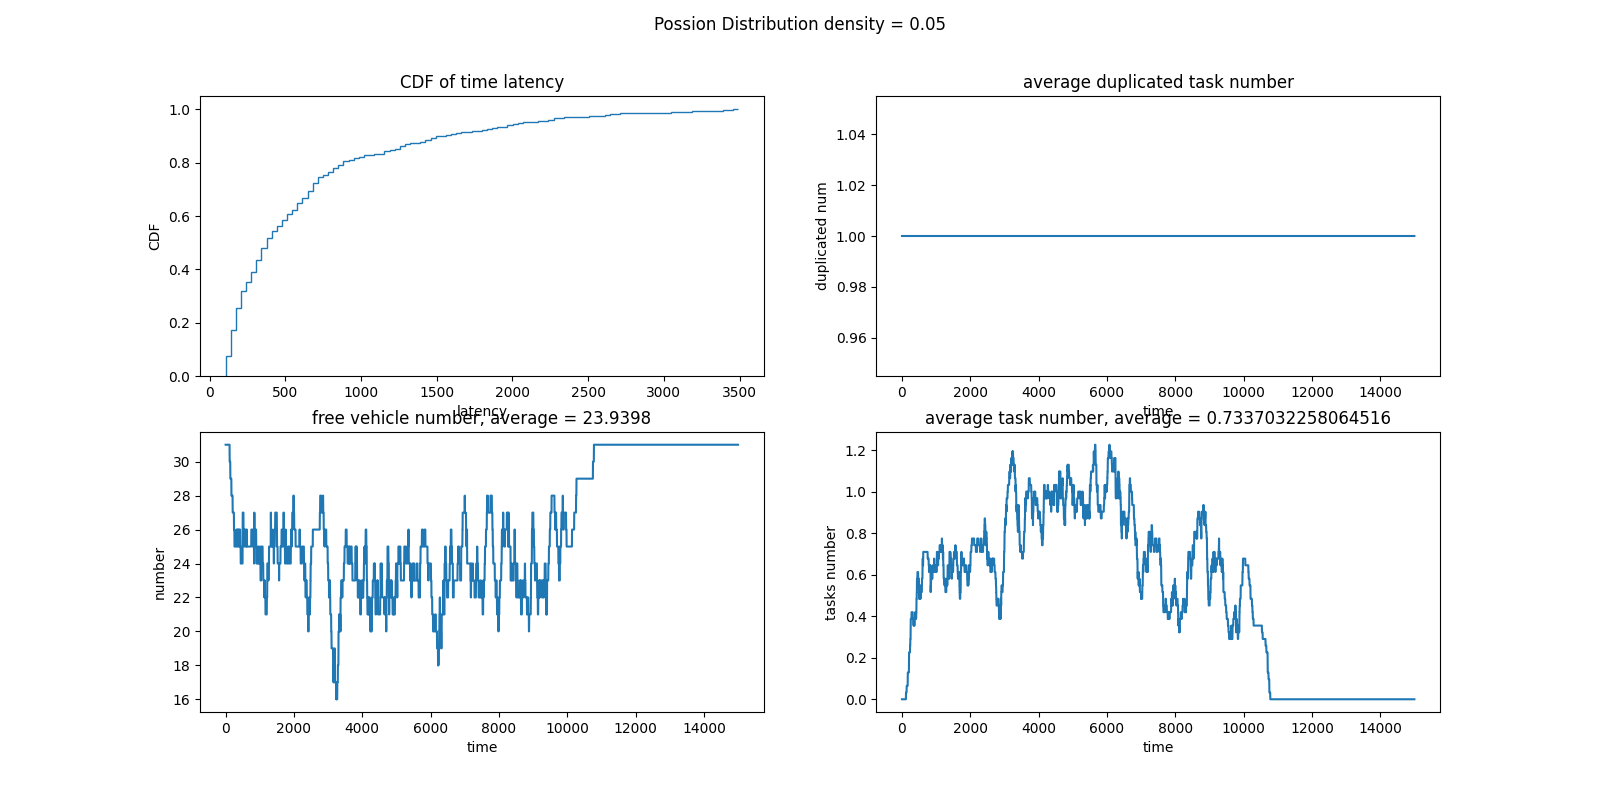 Possion Distribution density = 0.05
CDF of time latency
1.0
0.8
0.6
0.4
0.2
0.0
CDF
0 500 1000 1500 2000 2500 3000 3500
latency
average duplicated task number
1.04
1.02
1.00
0.98
0.96
duplicated num
0 2000 4000 6000 8000 10000 12000 14000
time
free vehicle number, average = 23.9398
30
28
26
24
22
20
18
16
number
0 2000 4000 6000 8000 10000 12000 14000
time
average task number, average = 0.7337032258064516
1.2
1.0
0.8
0.6
0.4
0.2
0.0
tasks number
0 2000 4000 6000 8000 10000 12000 14000
time